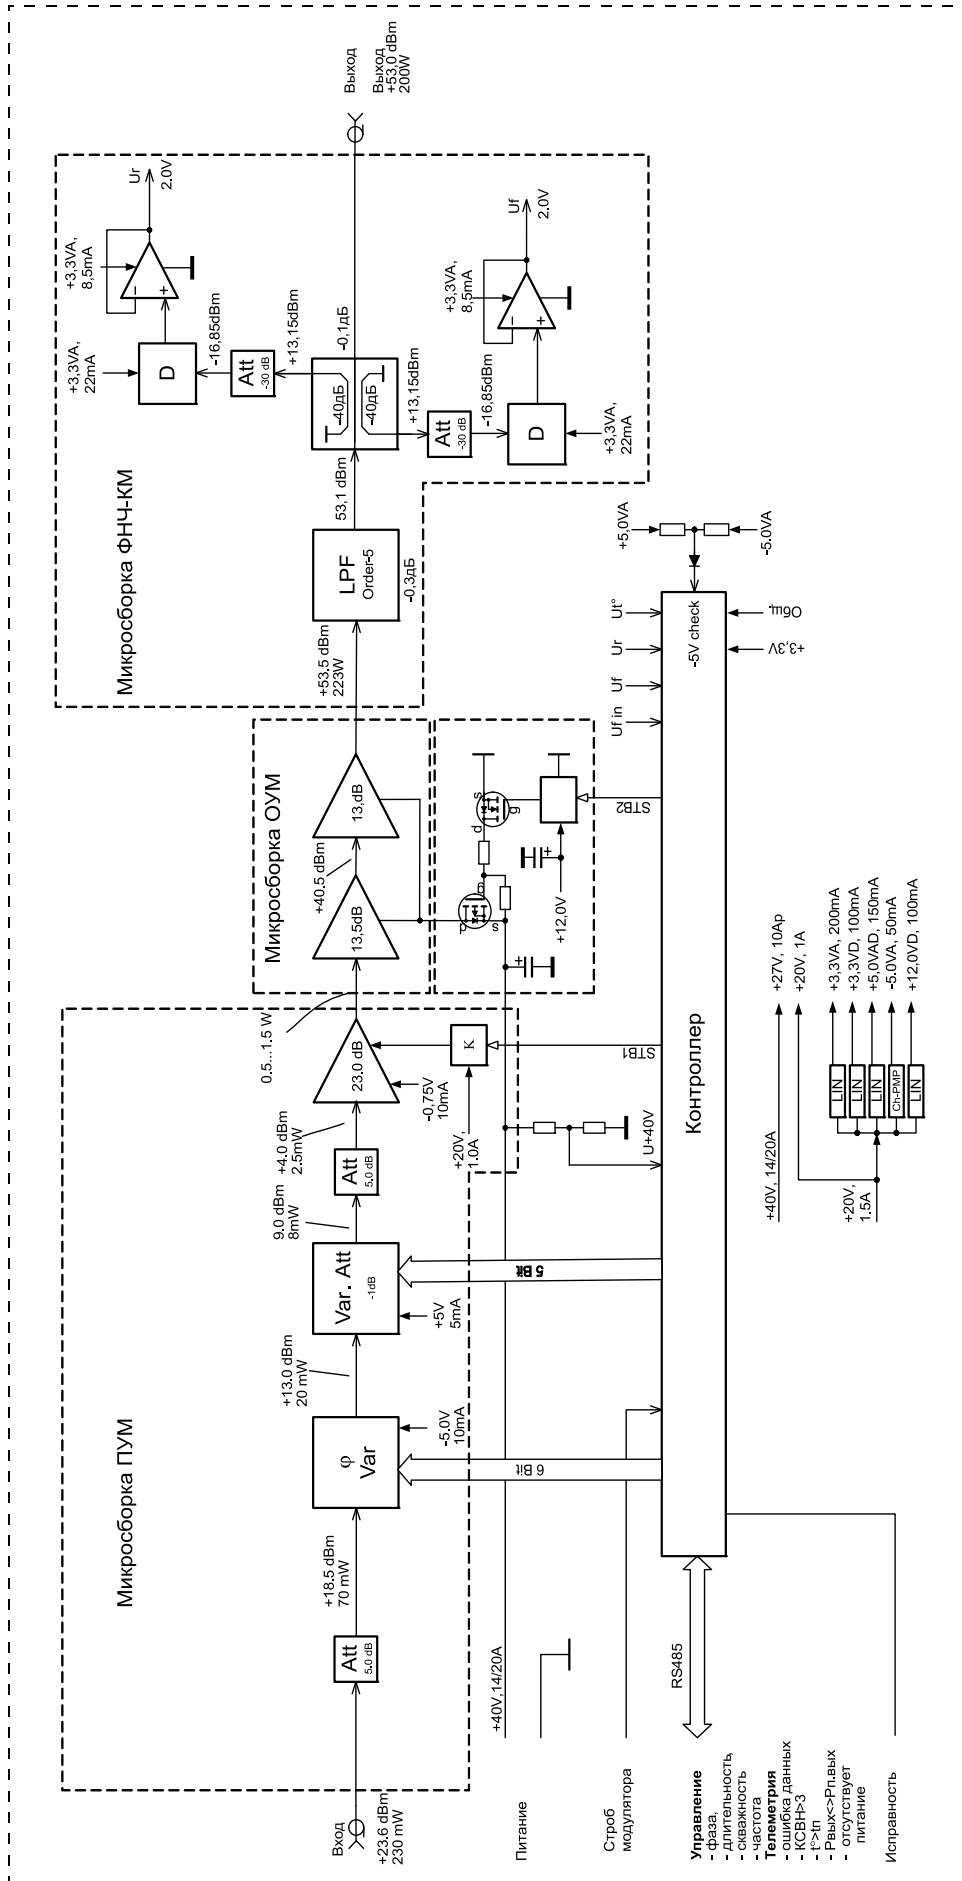 Микросборка ПУМ
Вход
+23.6 dBm
230 mW
Att
5.0 dB
+18.5 dBm
70 mW
φ
Var
-5.0V
10mA
+13.0 dBm
20 mW
Var. Att
-1dB
+5V
5mA
9.0 dBm
8mW
Att
5.0 dB
+4.0 dBm
2.5mW
23.0 dB
-0,75V
10mA
K
+20V,
1.0A
0.5...1.5 W
Микросборка ОУМ
13,5dB
+40.5 dBm
13,dB
d
g
s
d
s
g
+
+
+12,0V
Микросборка ФНЧ-КМ
+53.5 dBm
223W
LPF
Order-5
-0,3дБ
53,1 dBm
-40дБ
-40дБ
-0,1дБ
+13,15dBm
Att
-30 dB
-16,85dBm
D
+3,3VA,
22mA
+3,3VA,
8,5mA
−
+
Ur
2.0V
+13,15dBm
Att
-30 dB
-16,85dBm
D
+3,3VA,
22mA
+3,3VA,
8,5mA
−
+
Uf
2.0V
Выход
Выход
+53,0 dBm
200W
+40V,14/20A
Питание
Строб
модулятора
6 Bit
5 Bit
U+40V
STB1
STB2
Uf in
Uf
Ur
Ut°
+5,0VA
-5.0VA
-5V check
Контроллер
+3,3V
Общ.
RS485
Управление
- фаза,
- длительность,
- скважность
- частота
Телеметрия
- ошибка данных
- КСВН>3
- t°>tп
- Рвых<>Рп.вых
- отсутствует
питание
Исправность
+40V, 14/20A
+27V, 10Ap
+20V, 1A
+20V,
1.5A
LIN
LIN
LIN
Ch-PMP
LIN
+3,3VA, 200mA
+3,3VD, 100mA
+5,0VAD, 150mA
-5.0VA, 50mA
+12,0VD, 100mA